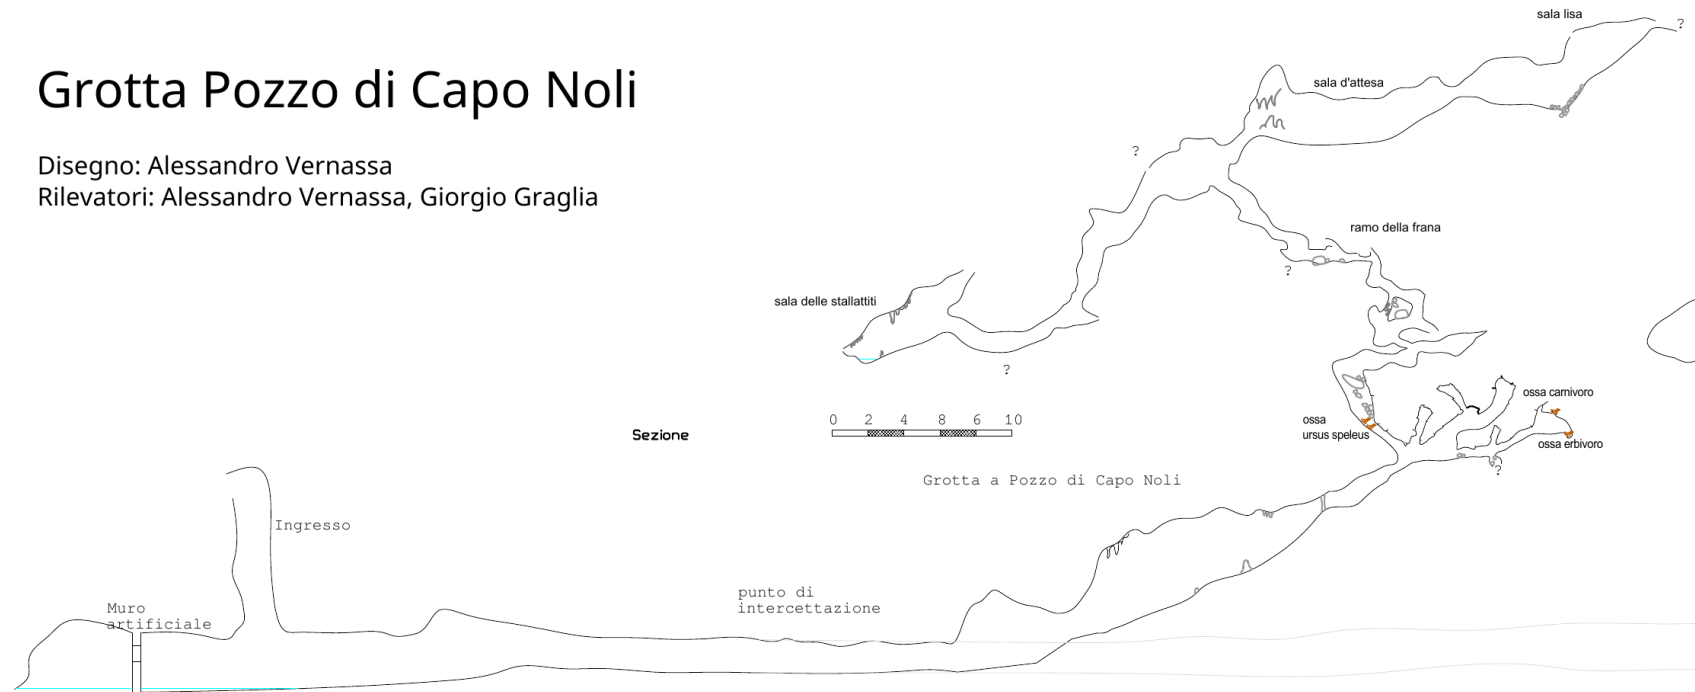 Grotta Pozzo di Capo Noli
Disegno: Alessandro Vernassa
Rilevatori: Alessandro Vernassa, Giorgio Graglia
sala lisa
?
sala d'attesa
?
ramo della frana
?
sala delle stallattiti
?
ossa carnivoro
ossa
ursus speleus
ossa erbivoro
?
0 2 4 8 6 10
Sezione
Grotta a Pozzo di Capo Noli
Ingresso
punto di
intercettazione
Muro
artificiale